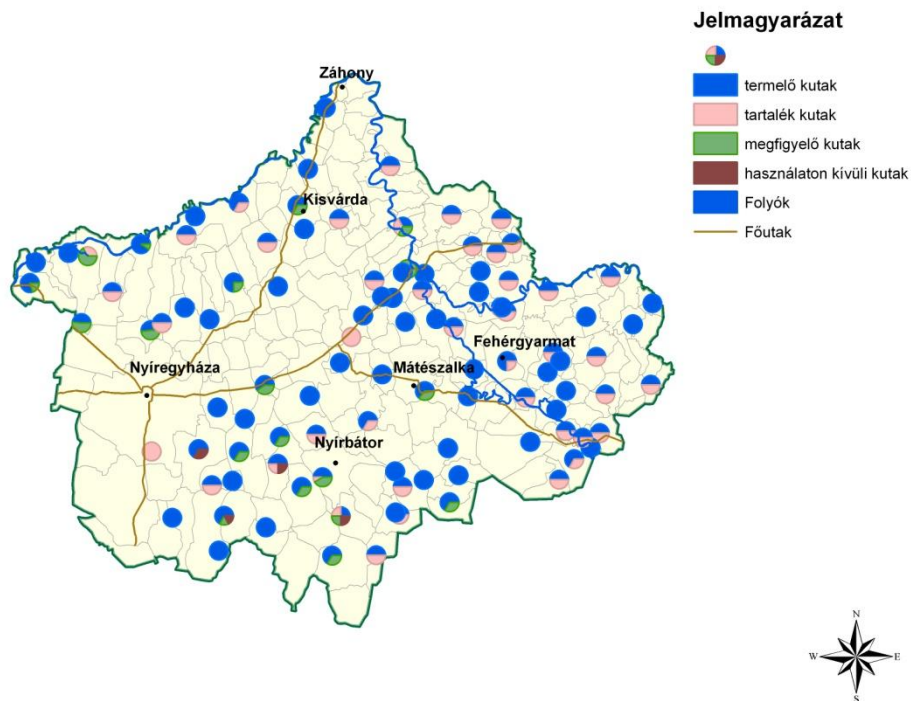 Jelmagyarázat
termelő kutak
tartalék kutak
megfigyelő kutak
használaton kívüli kutak
Folyók
Főutak
Záhony
Kisvárda
Fehérgyarmat
Nyíregyháza
Mátészalka
Nyírbátor
N
W
E
S